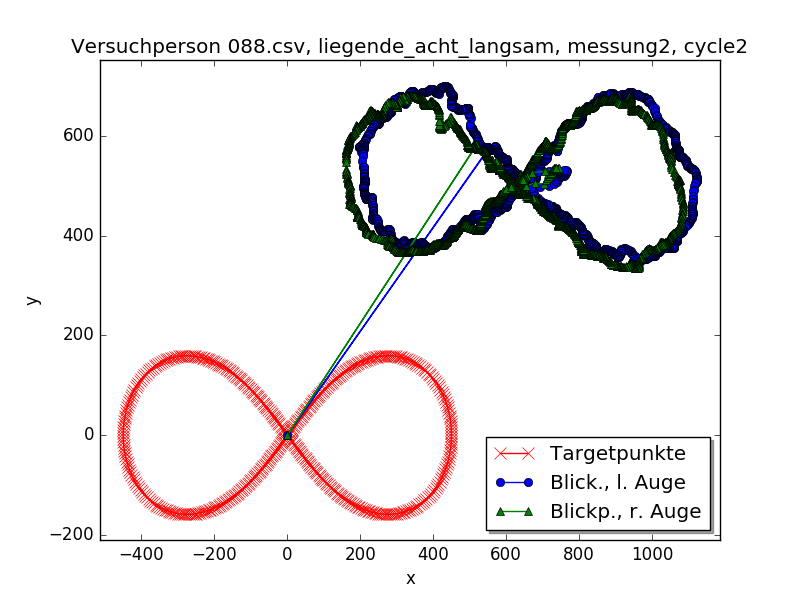 Versuchperson 088.csv, liegende_acht_langsam, messung2, cycle2
600
400
200
0
−200
y
−400
−200
0
200
400
600
800
1000
x
Targetpunkte
Blick., l. Auge
Blickp., r. Auge